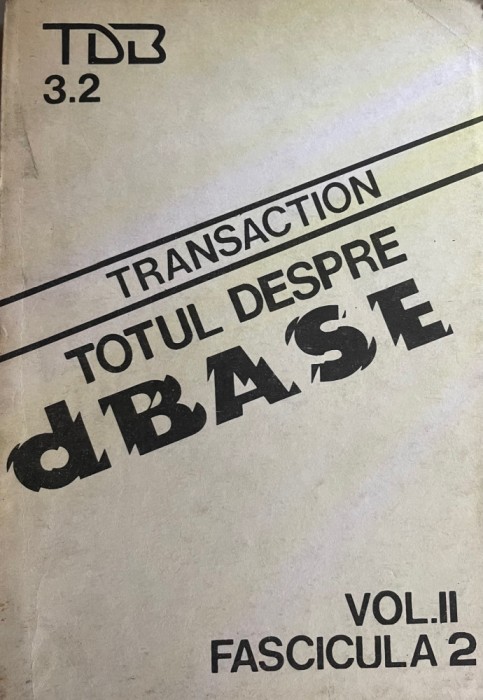 TDB
3.2
TRANSACTION
TOTUL DESPRE
dBASE
VOL.II
FASCICULA 2